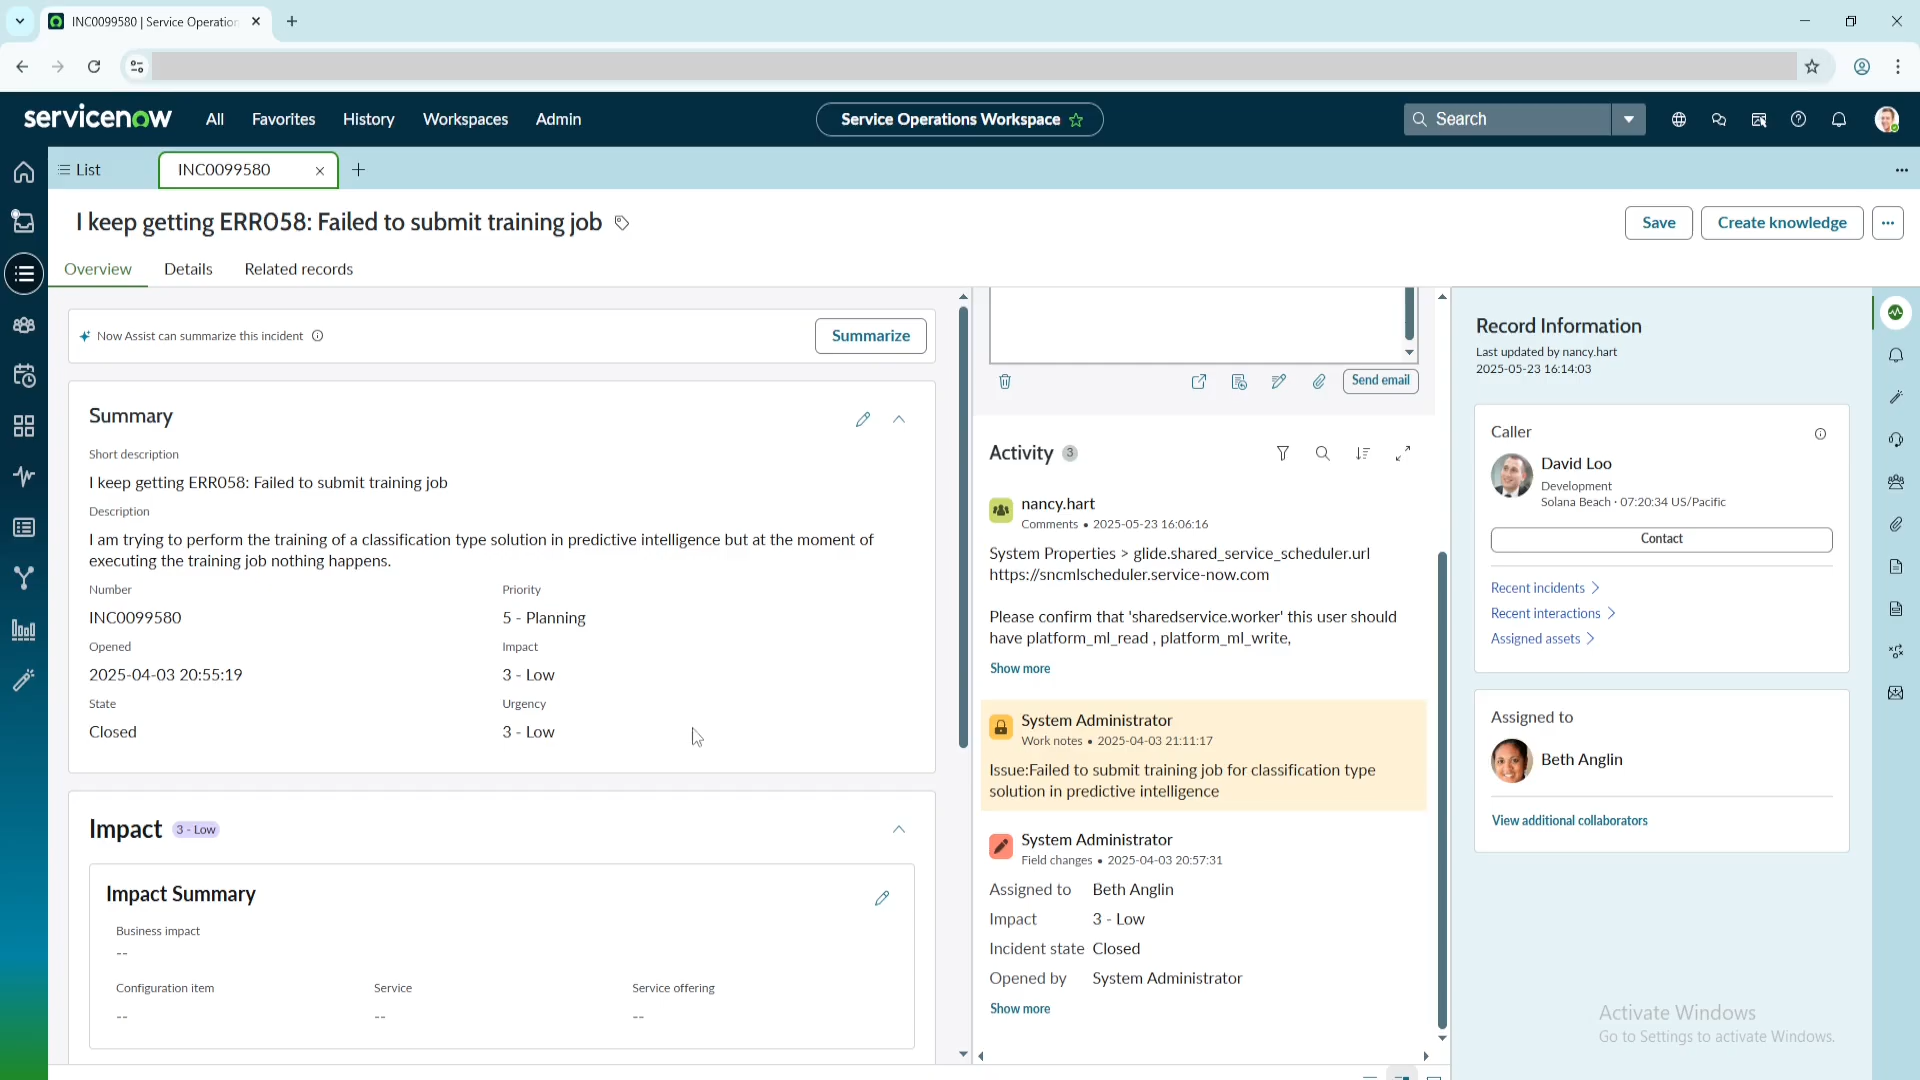 INC0099580 | Service Operation
servicenow
All
Favorites
History
Workspaces
Admin
Service Operations Workspace
Search
List
INC0099580
I keep getting ERR058: Failed to submit training job
Save
Create knowledge
Overview
Details
Related records
Now Assist can summarize this incident
Summarize
Summary
Short description
I keep getting ERR058: Failed to submit training job
Description
I am trying to perform the training of a classification type solution in predictive intelligence but at the moment of
executing the training job nothing happens.
Number
INC0099580
Priority
5 - Planning
Opened
2025-04-03 20:55:19
Impact
3 - Low
State
Closed
Urgency
3 - Low
Impact
3 - Low
Impact Summary
Business impact
--
Configuration item
--
Service
--
Service offering
--
Send email
Activity
3
nancy.hart
Comments • 2025-05-23 16:06:16
System Properties > glide.shared_service_scheduler.url
https://sncmlscheduler.service-now.com
Please confirm that 'sharedservice.worker' this user should
have platform_ml_read , platform_ml_write,
Show more
System Administrator
Work notes • 2025-04-03 21:11:17
Issue:Failed to submit training job for classification type
solution in predictive intelligence
System Administrator
Field changes • 2025-04-03 20:57:31
Assigned to Beth Anglin
Impact 3 - Low
Incident state Closed
Opened by System Administrator
Show more
Record Information
Last updated by nancy.hart
2025-05-23 16:14:03
Caller
David Loo
Development
Solana Beach · 07:20:34 US/Pacific
Contact
Recent incidents
Recent interactions
Assigned assets
Assigned to
Beth Anglin
View additional collaborators
Activate Windows
Go to Settings to activate Windows.